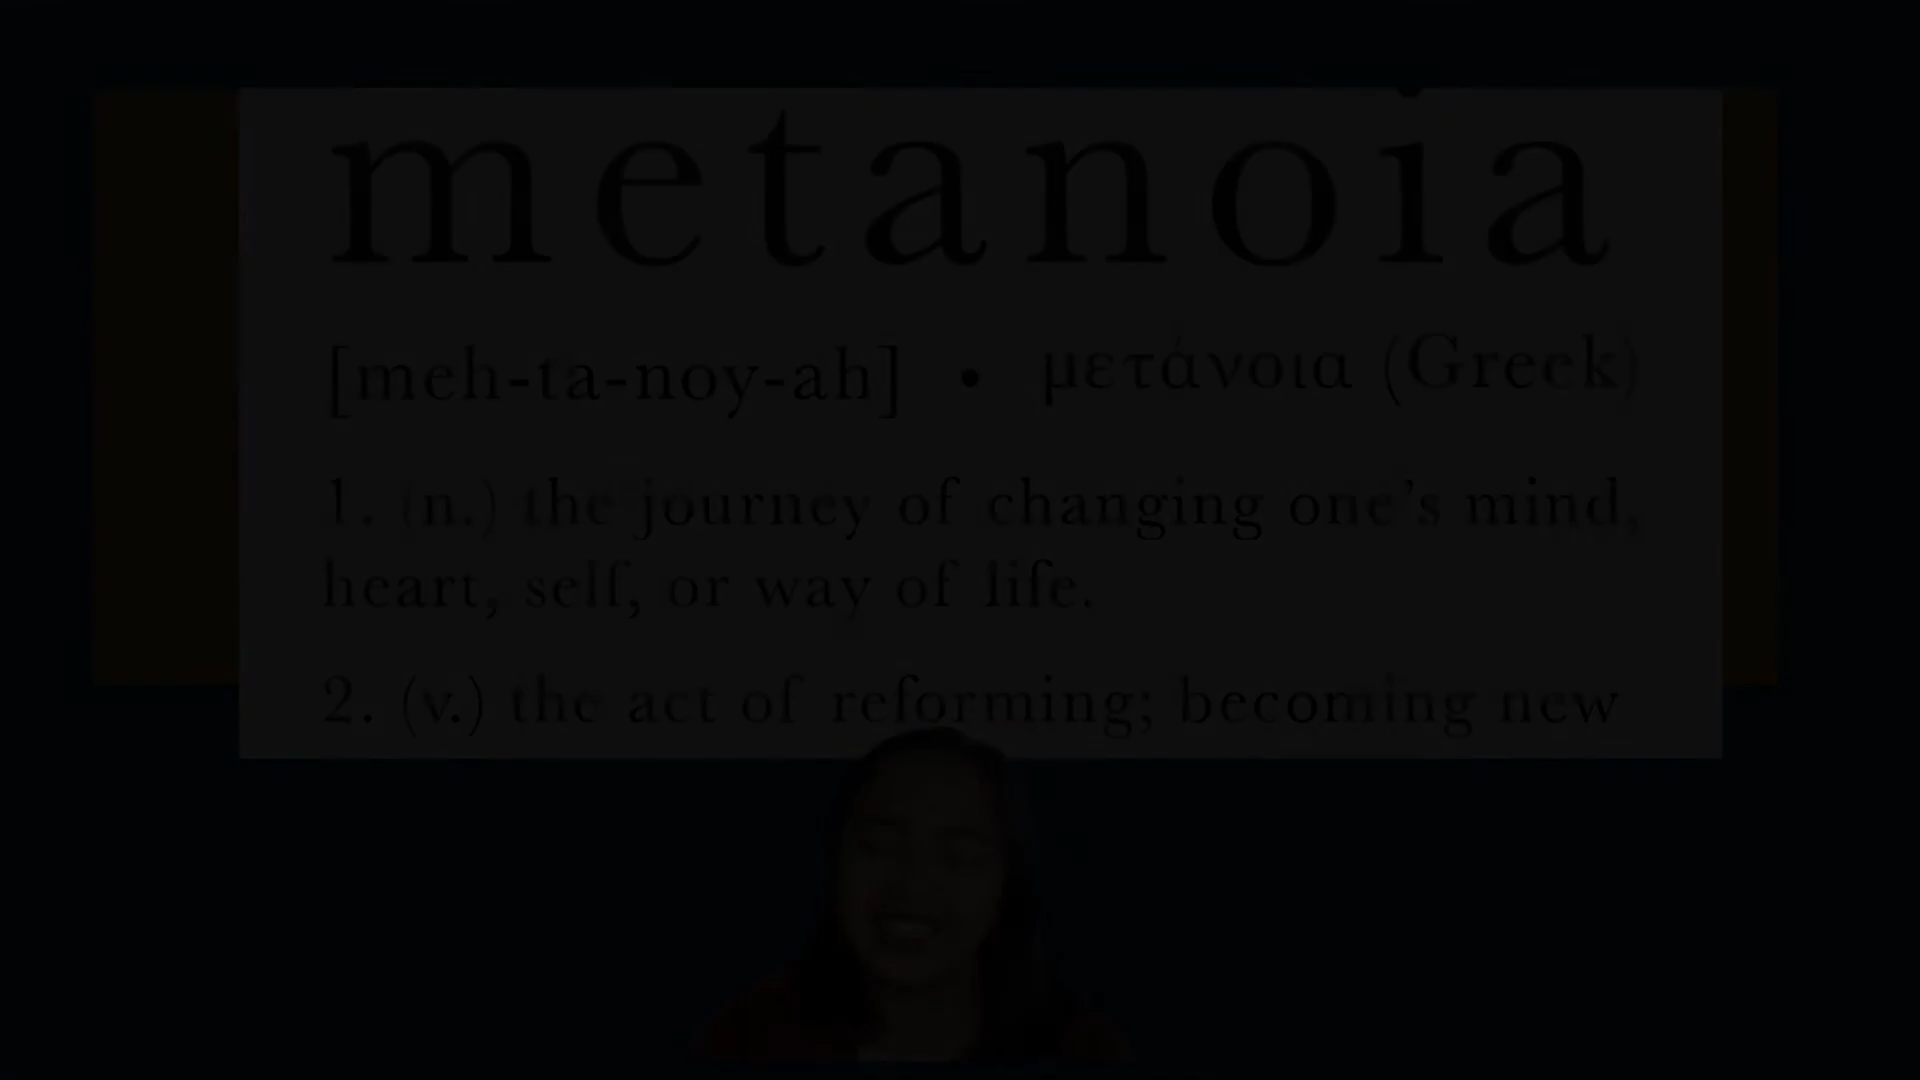 metanoia
[meh-ta-noy-ah] • μετάνοια (Greek)
1. (n.) the journey of changing one’s mind,
heart, self, or way of life.
2. (v.) the act of reforming; becoming new